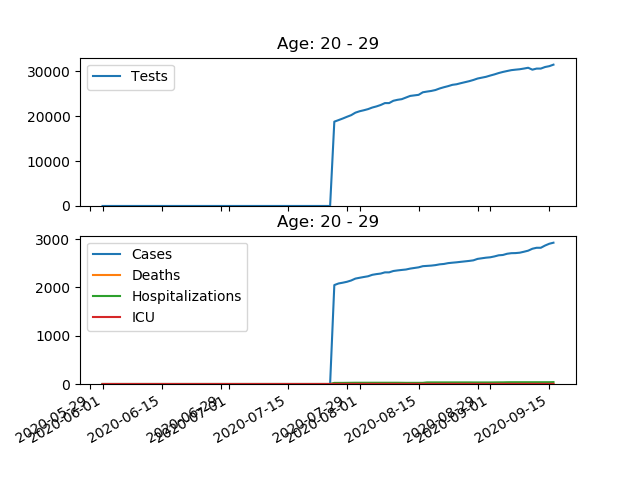 Age: 20 - 29
30000
20000
10000
0
Tests
Age: 20 - 29
3000
2000
1000
0
Cases
Deaths
Hospitalizations
ICU
2020-05-29
2020-06-01
2020-06-15
2020-06-29
2020-07-01
2020-07-15
2020-07-29
2020-08-01
2020-08-15
2020-08-29
2020-09-01
2020-09-15